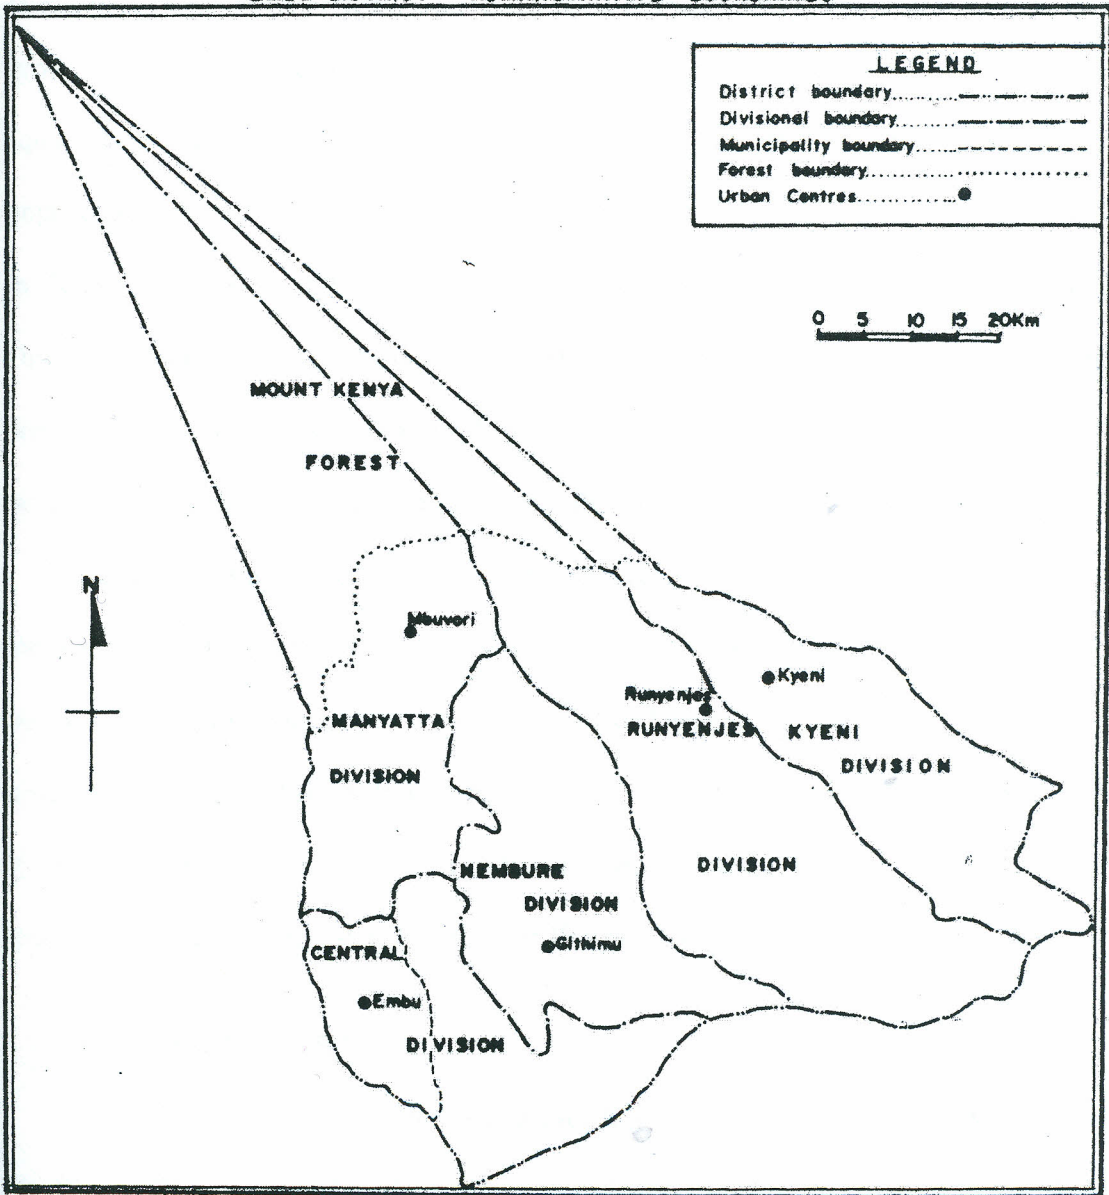 LEGEND
District boundary..........
Divisional boundary........
Municipality boundary......
Forest boundary............
Urban Centres..............
0 5 10 15 20Km
MOUNT KENYA
FOREST
N
Mbuvori
Kyeni
Runyenjes
MANYATTA
RUNYENJES KYENI
DIVISION
DIVISION
DIVISION
NEMBURE
DIVISION
Githimu
CENTRAL
Embu
DIVISION